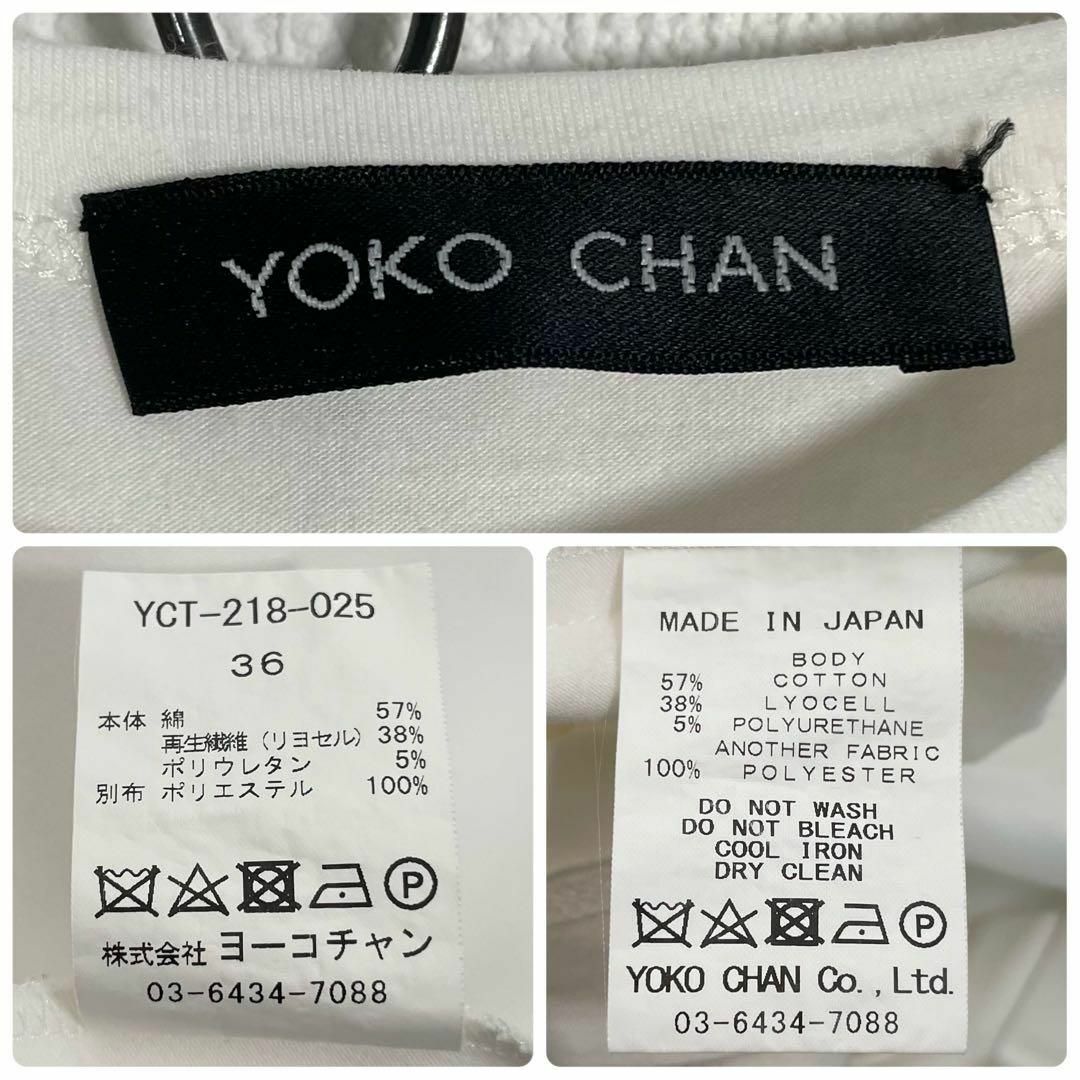 YOKO CHAN
YCT-218-025
36
本体 綿 57%
再生繊維(リヨセル) 38%
ポリウレタン 5%
別布 ポリエステル 100%
P
株式会社 ヨーコチャン
03-6434-7088
MADE IN JAPAN
BODY
57% COTTON
38% LYOCELL
5% POLYURETHANE
ANOTHER FABRIC
100% POLYESTER
DO NOT WASH
DO NOT BLEACH
COOL IRON
DRY CLEAN
P
YOKO CHAN Co.,Ltd.
03-6434-7088